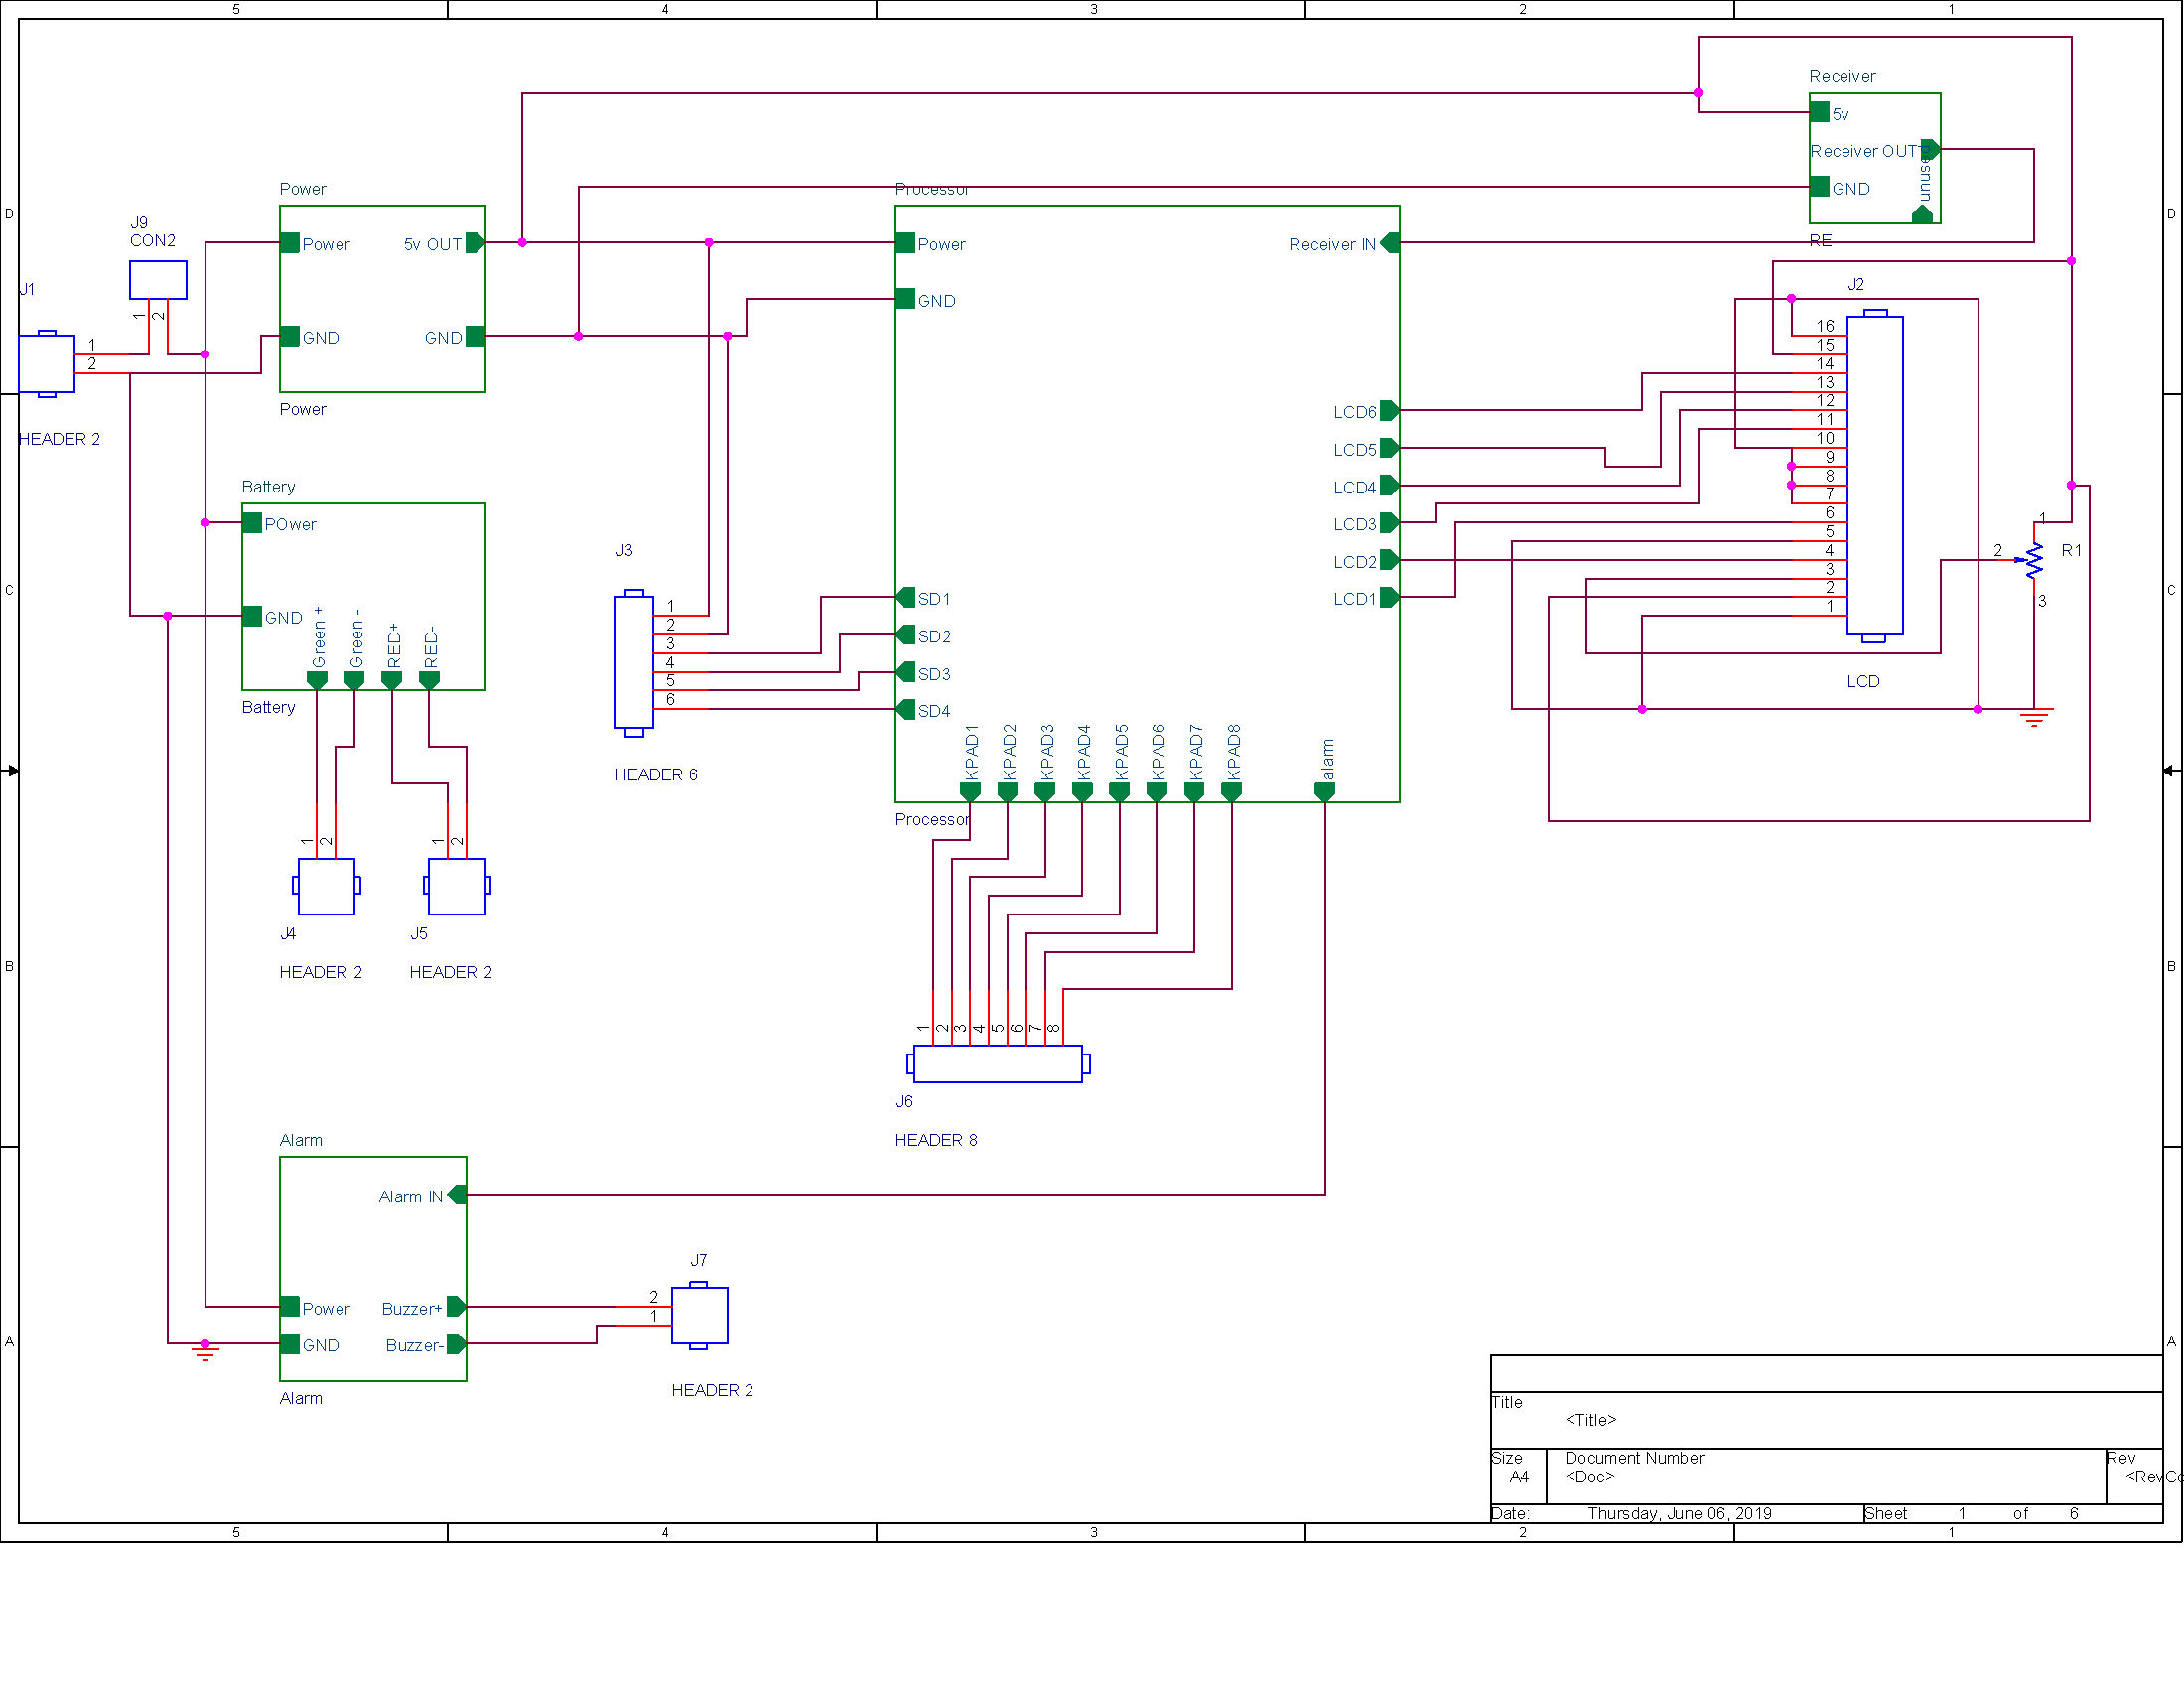 5 4 3 2 1
Receiver
5v
Receiver OUT
unuse
GND
RE
D D
Power
Power 5v OUT
GND GND
Power
J9
CON2
1 2
J1
1
2
HEADER 2
Processor
Power Receiver IN
GND
LCD6
LCD5
LCD4
LCD3
LCD2
LCD1
SD1
SD2
SD3
SD4
KPAD1 KPAD2 KPAD3 KPAD4 KPAD5 KPAD6 KPAD7 KPAD8 alarm
Processor
J2
16
15
14
13
12
11
10
9
8
7
6
5
4
3
2
1
LCD
1
2 R1
3
C C
Battery
POwer
GND
Green + Green - RED+ RED-
Battery
J3
1
2
3
4
5
6
HEADER 6
1 2 1 2
J4 J5
HEADER 2 HEADER 2
B B
1 2 3 4 5 6 7 8
J6
HEADER 8
Alarm
Alarm IN
Power Buzzer+
GND Buzzer-
Alarm
J7
2
1
HEADER 2
A A
Title
<Title>
Size Document Number Rev
A4 <Doc> <RevCo
Date: Thursday, June 06, 2019 Sheet 1 of 6
5 4 3 2 1